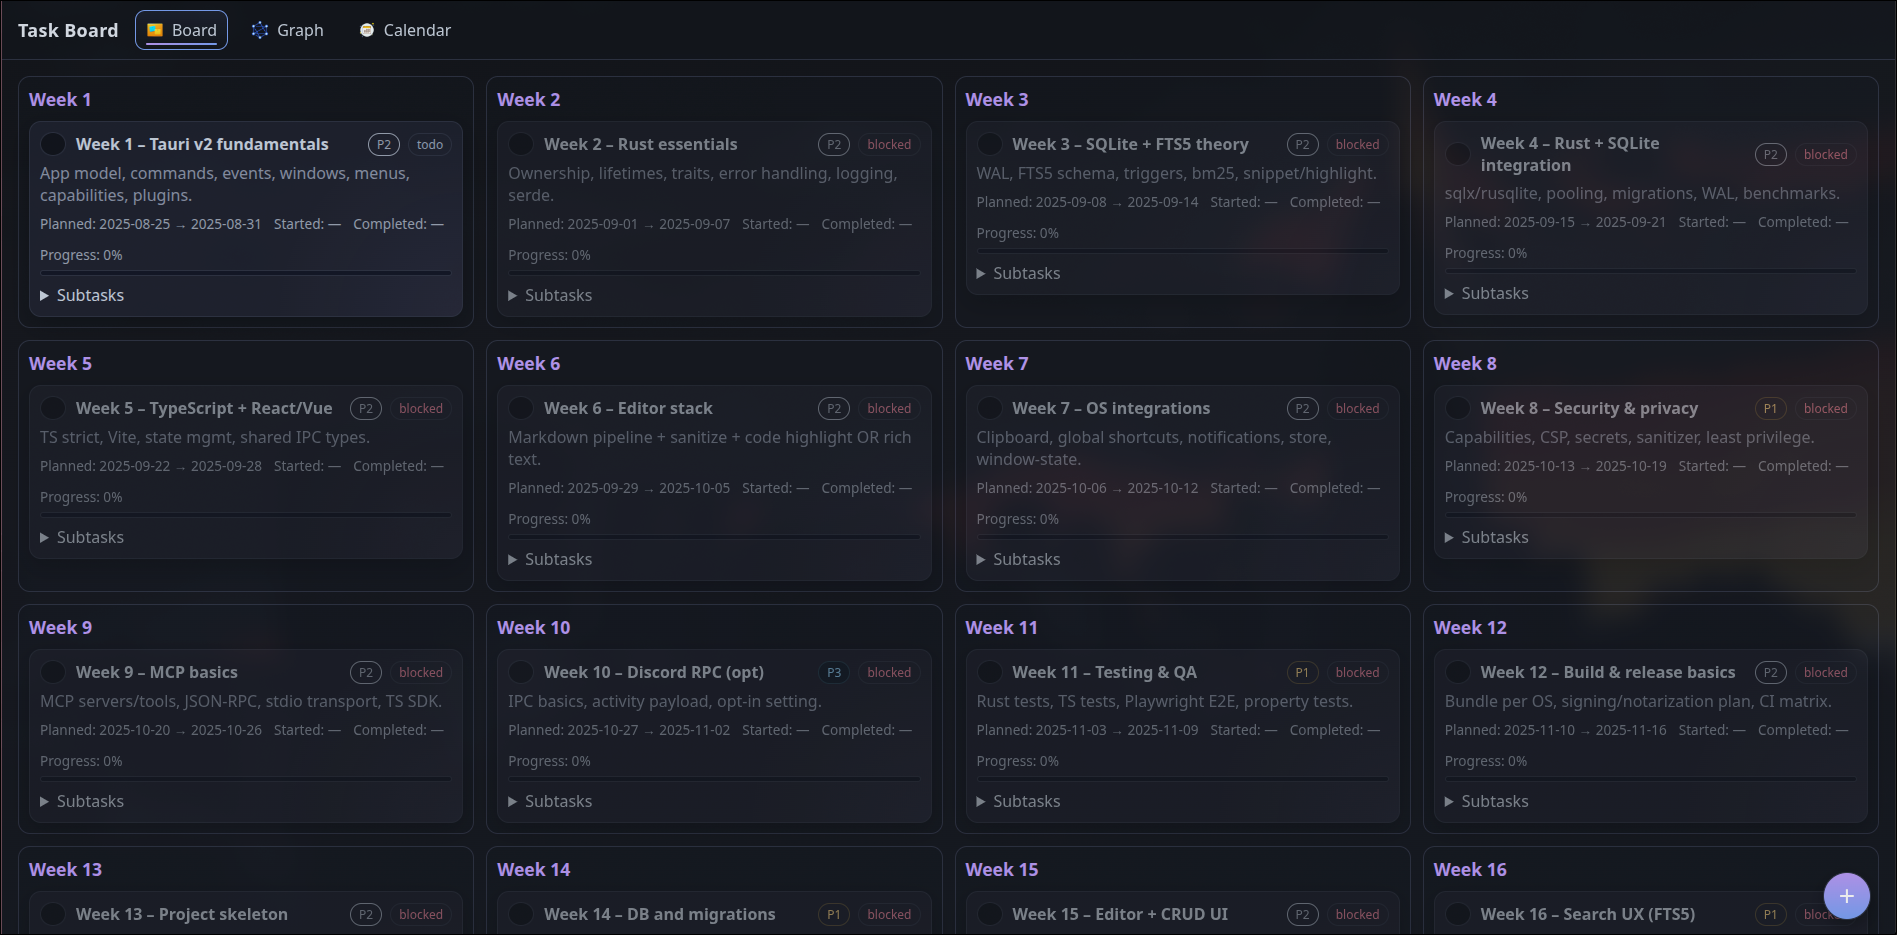 Task Board
Board
Graph
Calendar
Week 1
Week 1 – Tauri v2 fundamentals
P2
todo
App model, commands, events, windows, menus,
capabilities, plugins.
Planned: 2025-08-25 → 2025-08-31 Started: — Completed: —
Progress: 0%
▶ Subtasks
Week 2
Week 2 – Rust essentials
P2
blocked
Ownership, lifetimes, traits, error handling, logging,
serde.
Planned: 2025-09-01 → 2025-09-07 Started: — Completed: —
Progress: 0%
▶ Subtasks
Week 3
Week 3 – SQLite + FTS5 theory
P2
blocked
WAL, FTS5 schema, triggers, bm25, snippet/highlight.
Planned: 2025-09-08 → 2025-09-14 Started: — Completed: —
Progress: 0%
▶ Subtasks
Week 4
Week 4 – Rust + SQLite
integration
P2
blocked
sqlx/rusqlite, pooling, migrations, WAL, benchmarks.
Planned: 2025-09-15 → 2025-09-21 Started: — Completed: —
Progress: 0%
▶ Subtasks
Week 5
Week 5 – TypeScript + React/Vue
P2
blocked
TS strict, Vite, state mgmt, shared IPC types.
Planned: 2025-09-22 → 2025-09-28 Started: — Completed: —
Progress: 0%
▶ Subtasks
Week 6
Week 6 – Editor stack
P2
blocked
Markdown pipeline + sanitize + code highlight OR rich
text.
Planned: 2025-09-29 → 2025-10-05 Started: — Completed: —
Progress: 0%
▶ Subtasks
Week 7
Week 7 – OS integrations
P2
blocked
Clipboard, global shortcuts, notifications, store,
window-state.
Planned: 2025-10-06 → 2025-10-12 Started: — Completed: —
Progress: 0%
▶ Subtasks
Week 8
Week 8 – Security & privacy
P1
blocked
Capabilities, CSP, secrets, sanitizer, least privilege.
Planned: 2025-10-13 → 2025-10-19 Started: — Completed: —
Progress: 0%
▶ Subtasks
Week 9
Week 9 – MCP basics
P2
blocked
MCP servers/tools, JSON-RPC, stdio transport, TS SDK.
Planned: 2025-10-20 → 2025-10-26 Started: — Completed: —
Progress: 0%
▶ Subtasks
Week 10
Week 10 – Discord RPC (opt)
P3
blocked
IPC basics, activity payload, opt-in setting.
Planned: 2025-10-27 → 2025-11-02 Started: — Completed: —
Progress: 0%
▶ Subtasks
Week 11
Week 11 – Testing & QA
P1
blocked
Rust tests, TS tests, Playwright E2E, property tests.
Planned: 2025-11-03 → 2025-11-09 Started: — Completed: —
Progress: 0%
▶ Subtasks
Week 12
Week 12 – Build & release basics
P2
blocked
Bundle per OS, signing/notarization plan, CI matrix.
Planned: 2025-11-10 → 2025-11-16 Started: — Completed: —
Progress: 0%
▶ Subtasks
Week 13
Week 13 – Project skeleton
P2
blocked
Week 14
Week 14 – DB and migrations
P1
blocked
Week 15
Week 15 – Editor + CRUD UI
P2
blocked
Week 16
Week 16 – Search UX (FTS5)
P1
+